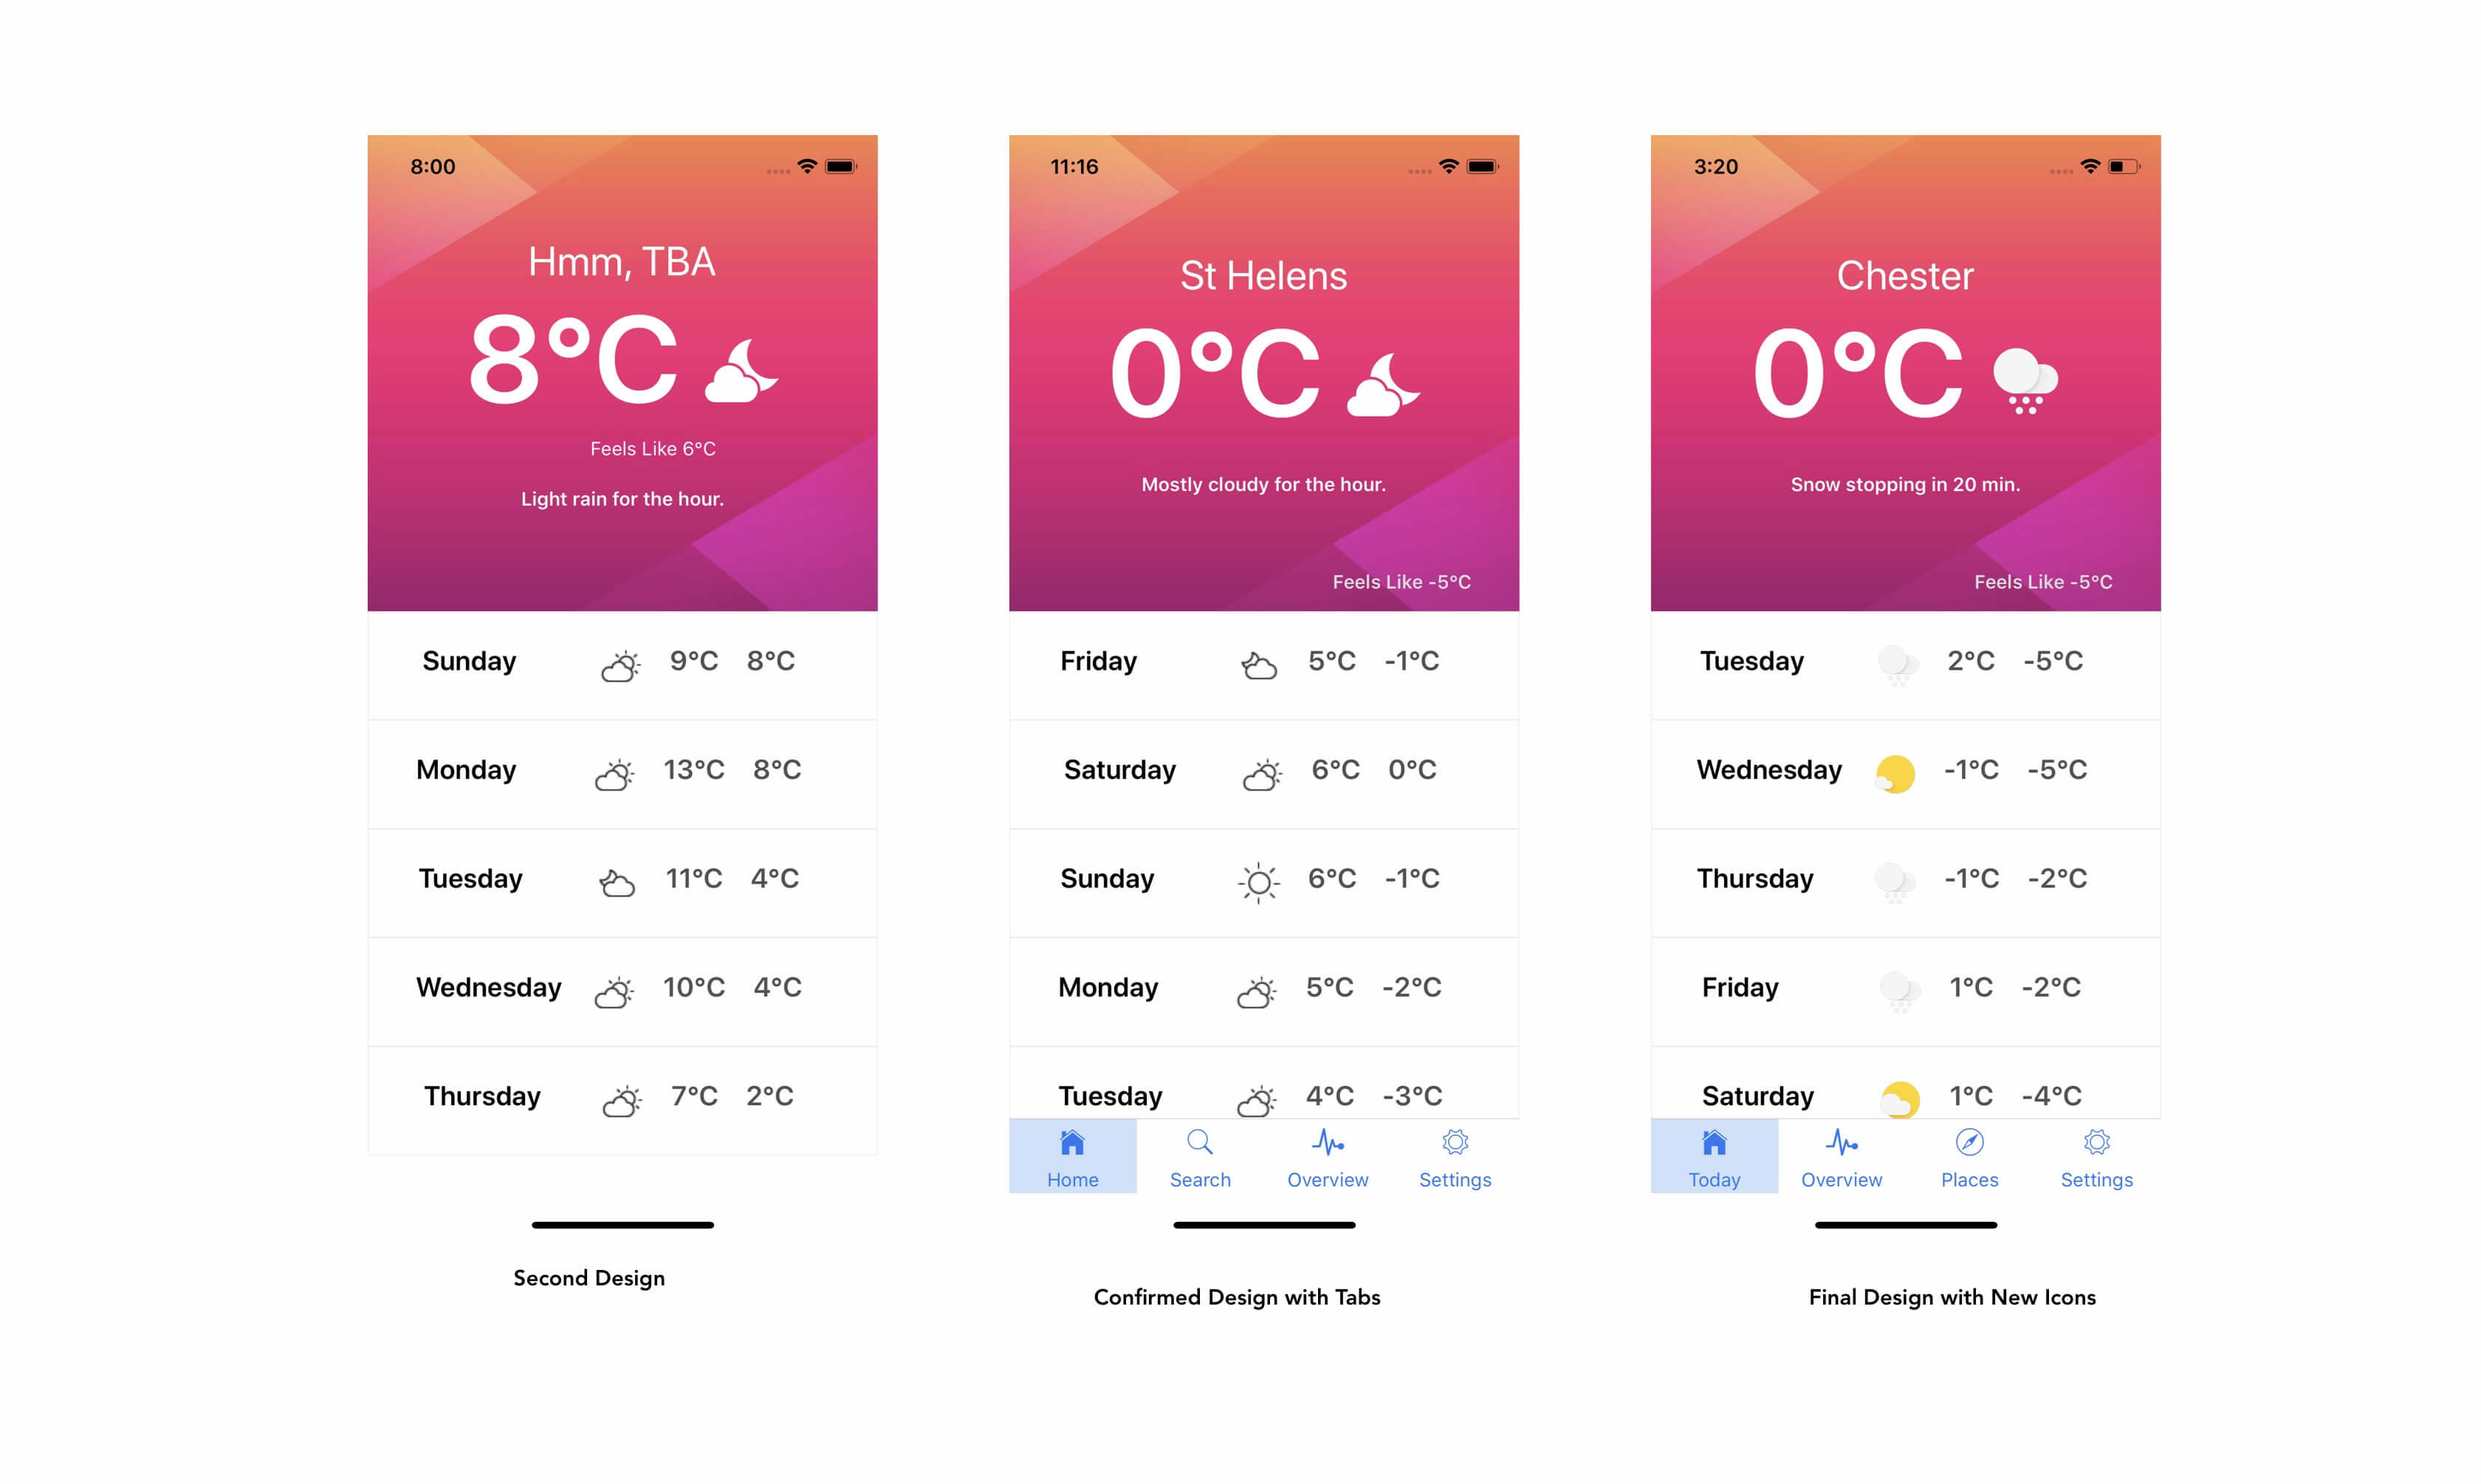 8:00
Hmm, TBA
8°C
Feels Like 6°C
Light rain for the hour.
Sunday 9°C 8°C
Monday 13°C 8°C
Tuesday 11°C 4°C
Wednesday 10°C 4°C
Thursday 7°C 2°C
Second Design
11:16
St Helens
0°C
Mostly cloudy for the hour.
Feels Like -5°C
Friday 5°C -1°C
Saturday 6°C 0°C
Sunday 6°C -1°C
Monday 5°C -2°C
Tuesday 4°C -3°C
Home Search Overview Settings
Confirmed Design with Tabs
3:20
Chester
0°C
Snow stopping in 20 min.
Feels Like -5°C
Tuesday 2°C -5°C
Wednesday -1°C -5°C
Thursday -1°C -2°C
Friday 1°C -2°C
Saturday 1°C -4°C
Today Overview Places Settings
Final Design with New Icons